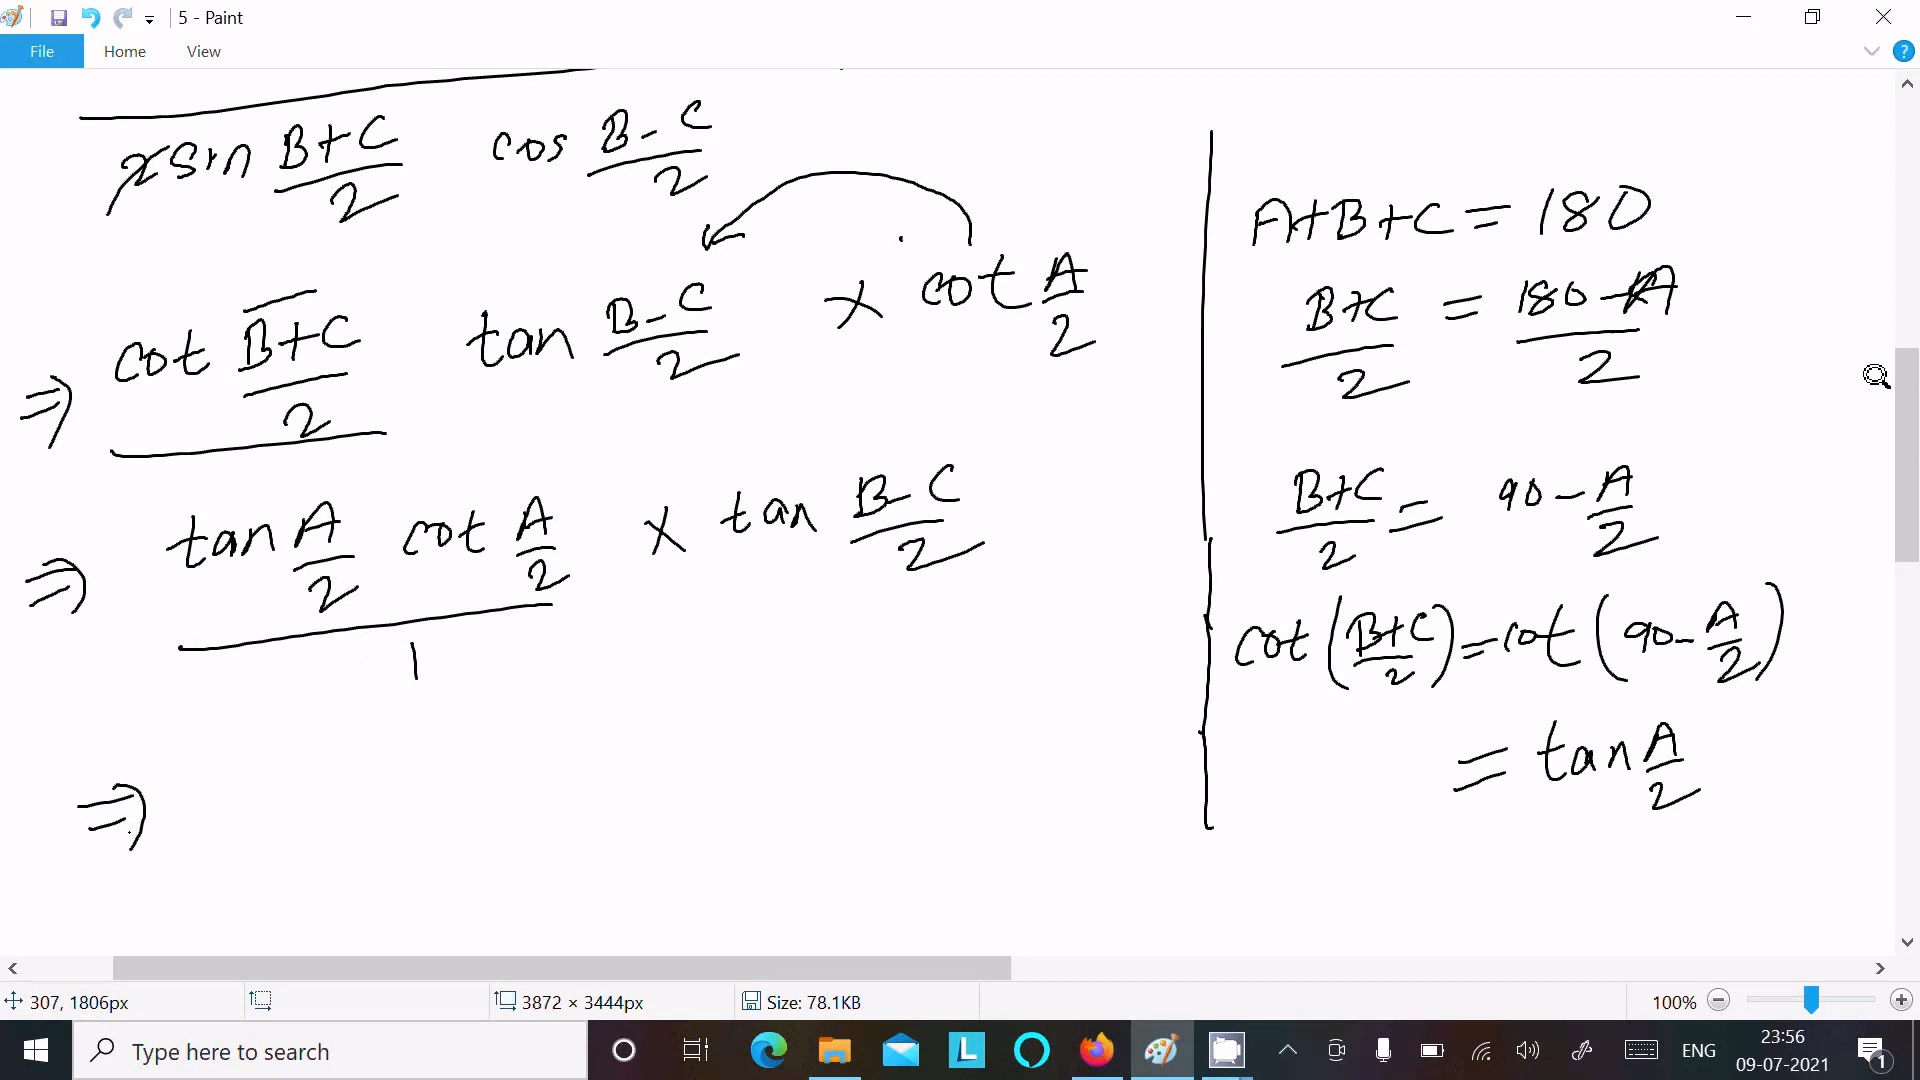 5 - Paint
File Home View
2sin B+C/2 cos B-C/2
⇒ cot B+C/2 tan B-C/2 × cot A/2
⇒ tan A/2 cot A/2 × tan B-C/2
1
⇒
A+B+C = 180
B+C/2 = 180-A/2
B+C/2 = 90-A/2
cot(B+C/2) = cot(90-A/2)
= tan A/2
307, 1806px 3872 × 3444px Size: 78.1KB 100%
Type here to search L ENG 23:56
09-07-2021 1